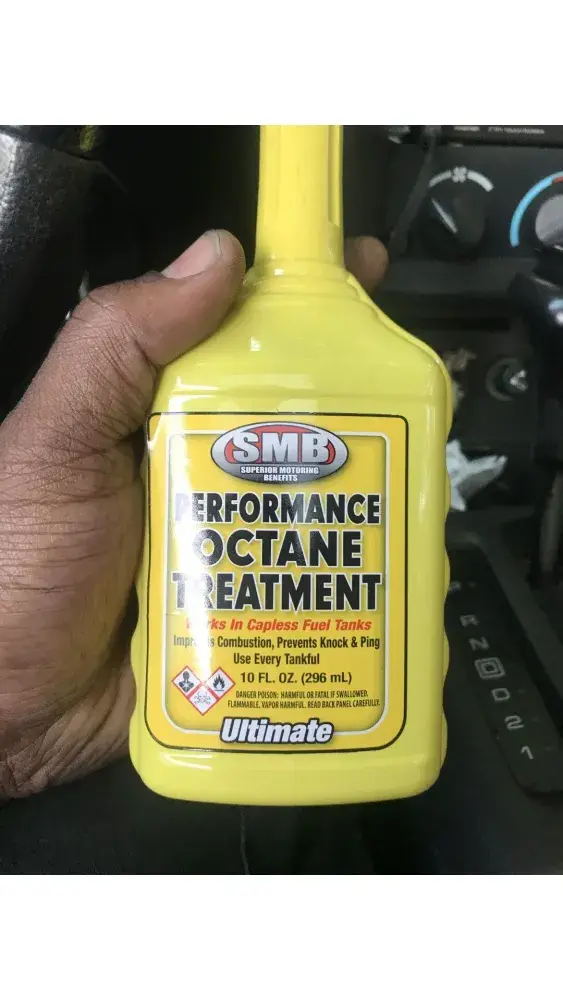 SMB
SUPERIOR MOTORING
BENEFITS
PERFORMANCE
OCTANE
TREATMENT
Works In Capless Fuel Tanks
Improves Combustion, Prevents Knock & Ping
Use Every Tankful
10 FL. OZ. (296 mL)
DANGER POISON: HARMFUL OR FATAL IF SWALLOWED.
FLAMMABLE, VAPOR HARMFUL. READ BACK PANEL CAREFULLY.
Ultimate
R
N
D
D
2
1